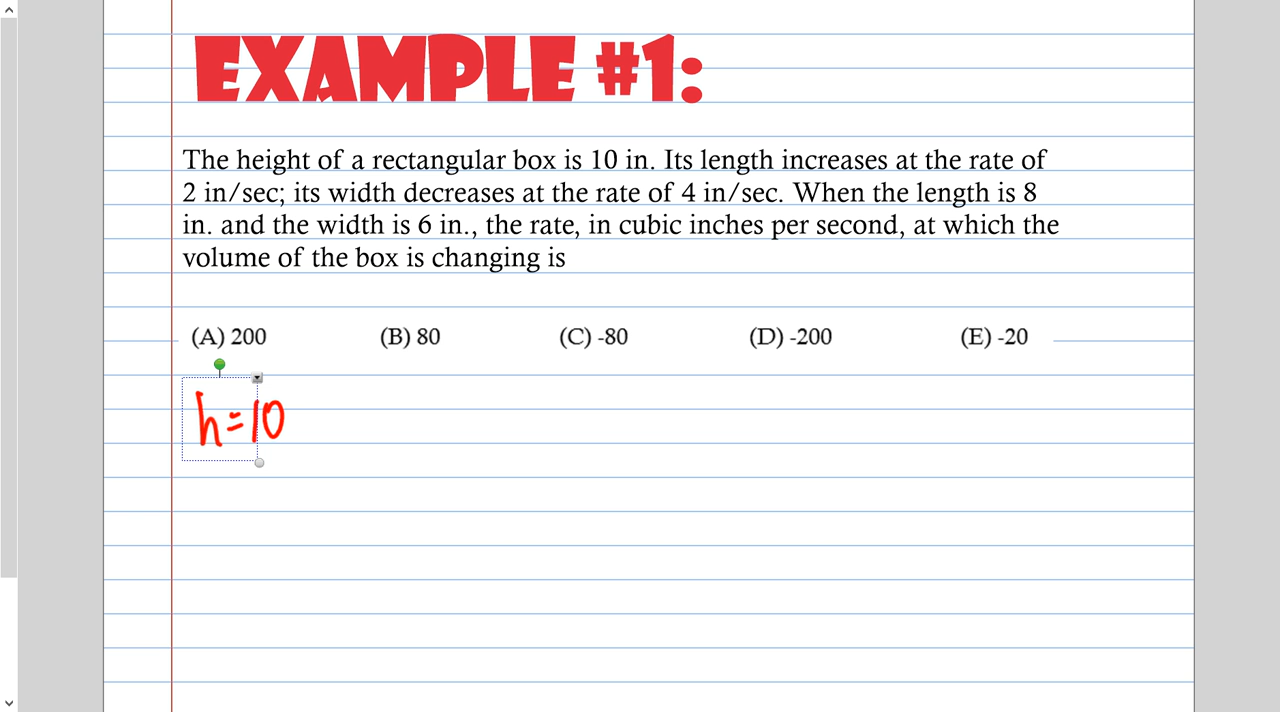 EXAMPLE #1:
The height of a rectangular box is 10 in. Its length increases at the rate of
2 in/sec; its width decreases at the rate of 4 in/sec. When the length is 8
in. and the width is 6 in., the rate, in cubic inches per second, at which the
volume of the box is changing is
(A) 200 (B) 80 (C) -80 (D) -200 (E) -20
h=10